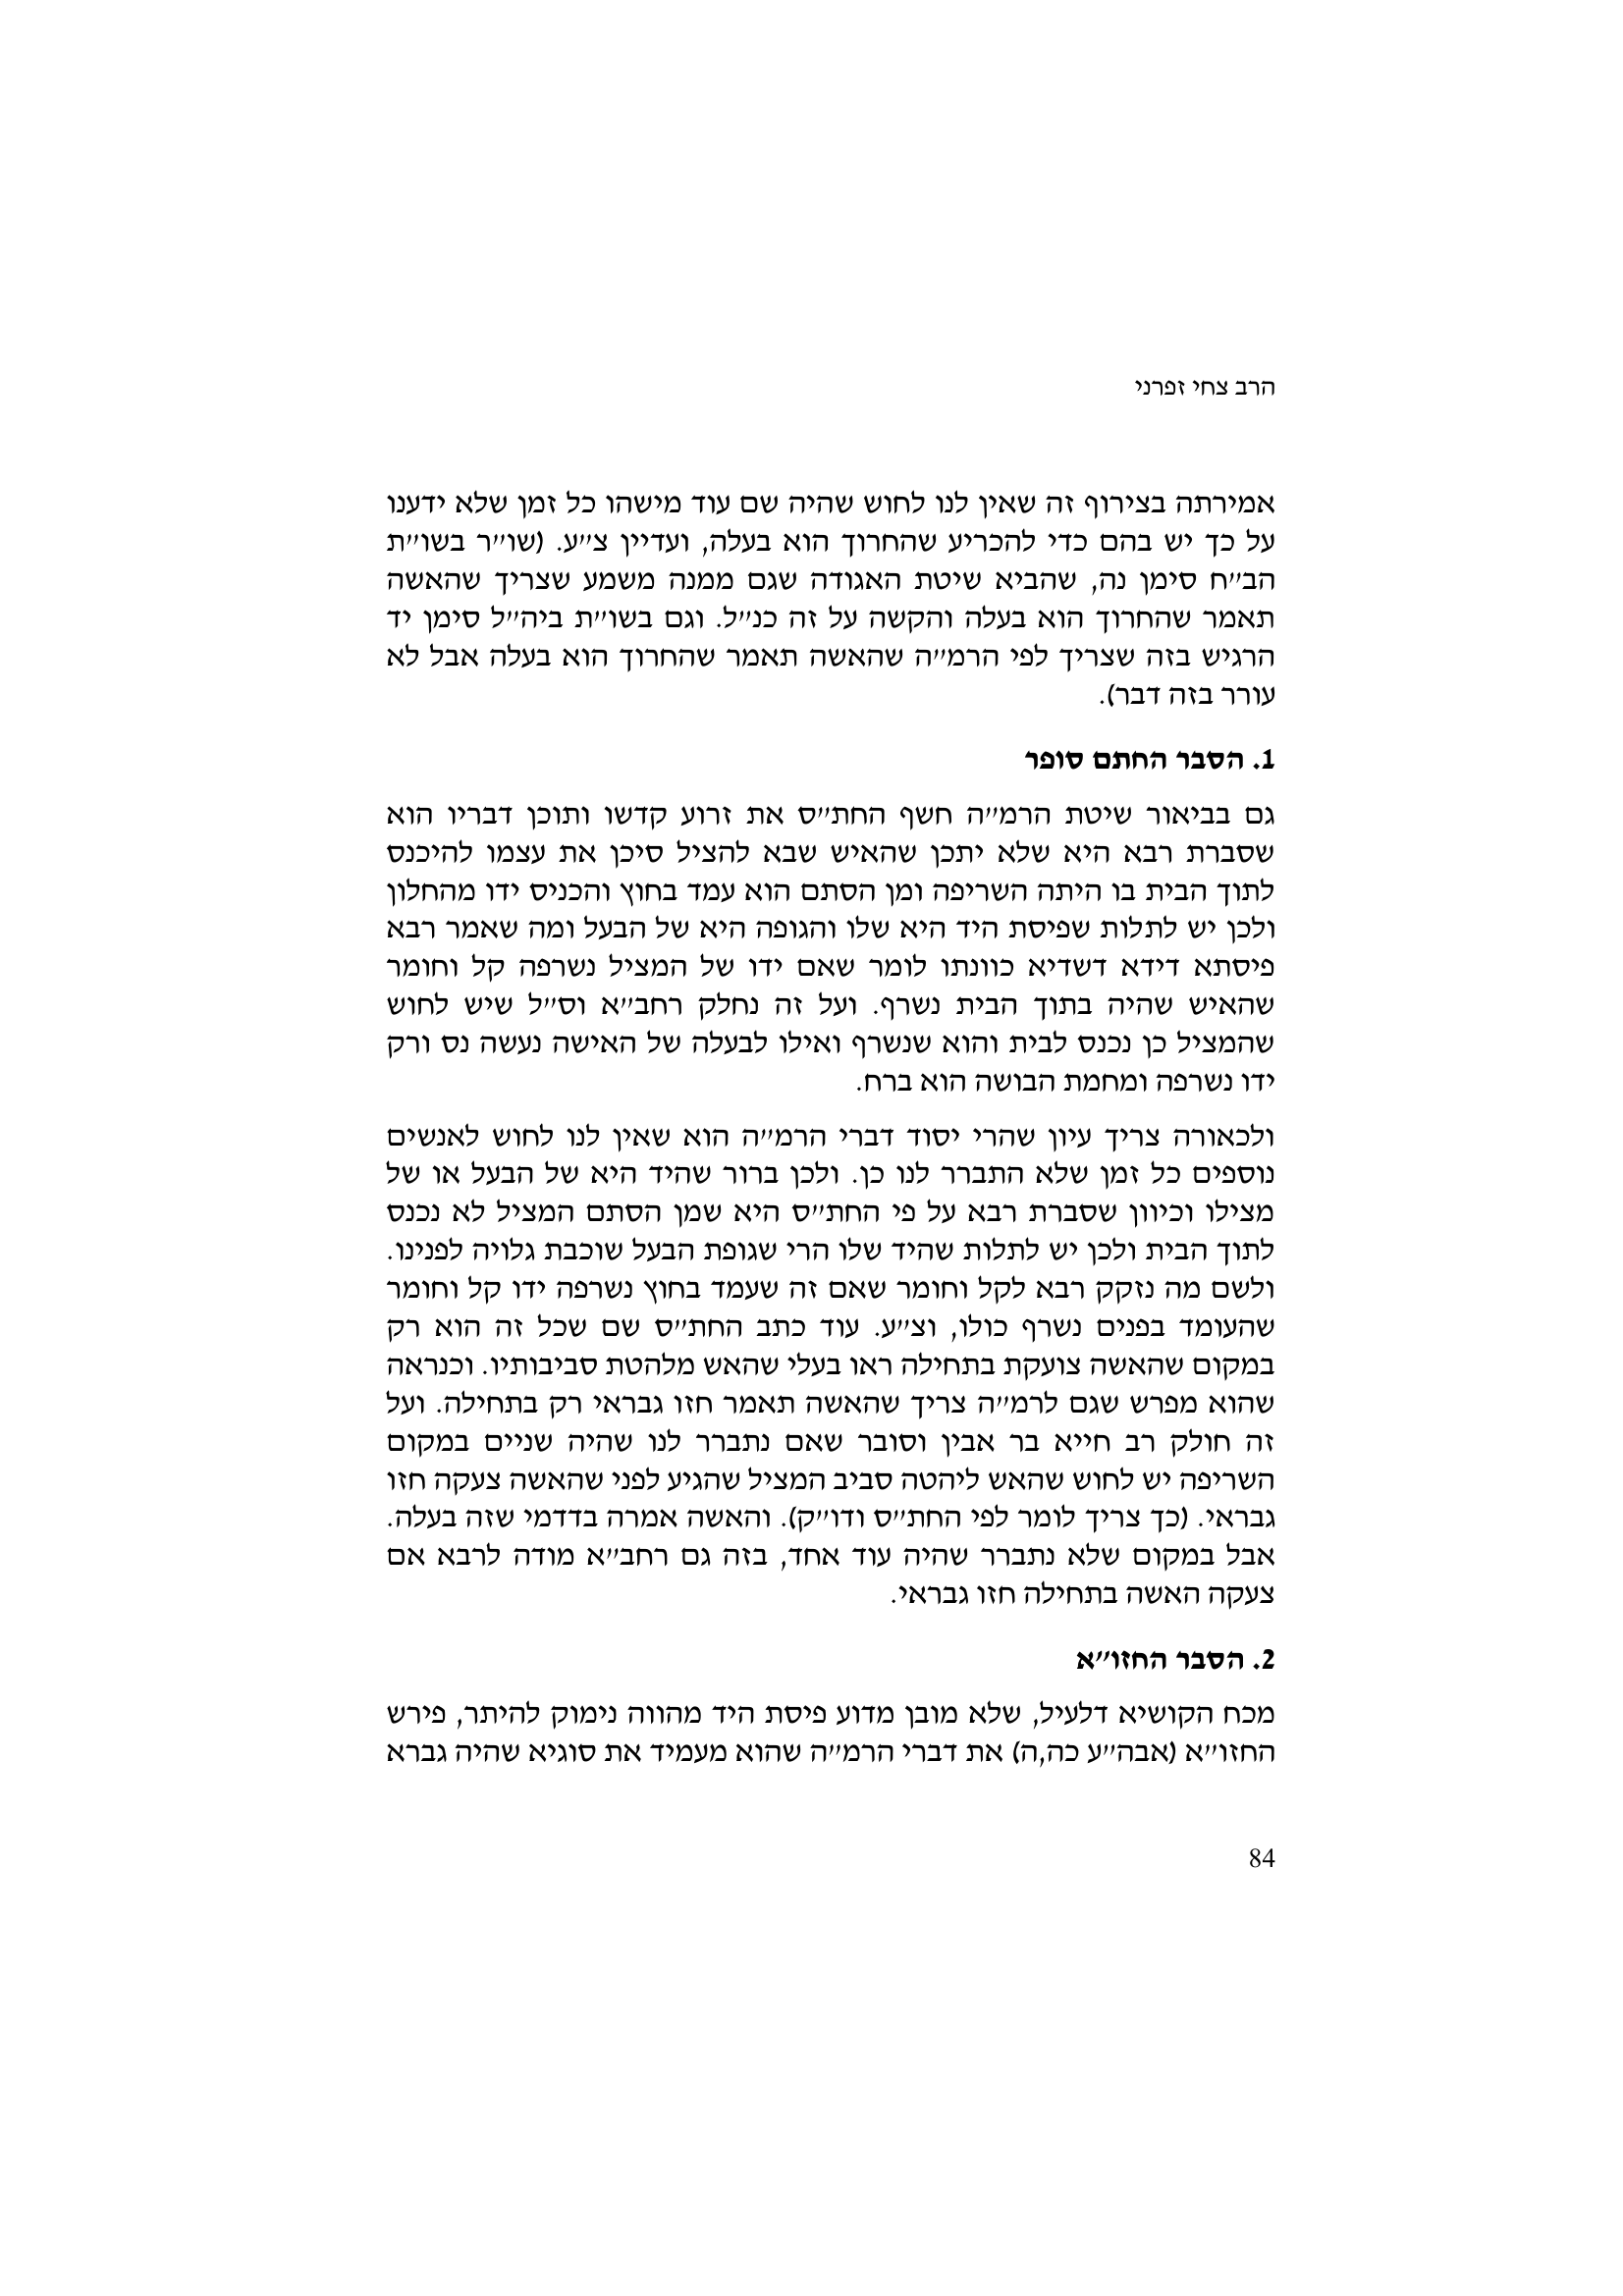 הרב צחי זפרני
אמירתה בצירוף זה שאין לנו לחוש שהיה שם עוד מישהו כל זמן שלא ידענו
על כך יש בהם כדי להכריע שהחרוך הוא בעלה, ועדיין צ״ע. (שו״ר בשו״ת
הב״ח סימן נה, שהביא שיטת האגודה שגם ממנה משמע שצריך שהאשה
תאמר שהחרוך הוא בעלה והקשה על זה כנ״ל. וגם בשו״ת ביה״ל סימן יד
הרגיש בזה שצריך לפי הרמ״ה שהאשה תאמר שהחרוך הוא בעלה אבל לא
עורר בזה דבר).
1. הסבר החתם סופר
גם בביאור שיטת הרמ״ה חשף החת״ס את זרוע קדשו ותוכן דבריו הוא
שסברת רבא היא שלא יתכן שהאיש שבא להציל סיכן את עצמו להיכנס
לתוך הבית בו היתה השריפה ומן הסתם הוא עמד בחוץ והכניס ידו מהחלון
ולכן יש לתלות שפיסת היד היא שלו והגופה היא של הבעל ומה שאמר רבא
פיסתא דידא דשדיא כוונתו לומר שאם ידו של המציל נשרפה קל וחומר
שהאיש שהיה בתוך הבית נשרף. ועל זה נחלק רחב״א וס״ל שיש לחוש
שהמציל כן נכנס לבית והוא שנשרף ואילו לבעלה של האישה נעשה נס ורק
ידו נשרפה ומחמת הבושה הוא ברח.
ולכאורה צריך עיון שהרי יסוד דברי הרמ״ה הוא שאין לנו לחוש לאנשים
נוספים כל זמן שלא התברר לנו כן. ולכן ברור שהיד היא של הבעל או של
מצילו וכיוון שסברת רבא על פי החת״ס היא שמן הסתם המציל לא נכנס
לתוך הבית ולכן יש לתלות שהיד שלו הרי שגופת הבעל שוכבת גלויה לפנינו.
ולשם מה נזקק רבא לקל וחומר שאם זה שעמד בחוץ נשרפה ידו קל וחומר
שהעומד בפנים נשרף כולו, וצ״ע. עוד כתב החת״ס שם שכל זה הוא רק
במקום שהאשה צועקת בתחילה ראו בעלי שהאש מלהטת סביבותיו. וכנראה
שהוא מפרש שגם לרמ״ה צריך שהאשה תאמר חזו גבראי רק בתחילה. ועל
זה חולק רב חייא בר אבין וסובר שאם נתברר לנו שהיה שניים במקום
השריפה יש לחוש שהאש ליהטה סביב המציל שהגיע לפני שהאשה צעקה חזו
גבראי. (כך צריך לומר לפי החת״ס ודו״ק). והאשה אמרה בדדמי שזה בעלה.
אבל במקום שלא נתברר שהיה עוד אחד, בזה גם רחב״א מודה לרבא אם
צעקה האשה בתחילה חזו גבראי.
2. הסבר החזו״א
מכח הקושיא דלעיל, שלא מובן מדוע פיסת היד מהווה נימוק להיתר, פירש
החזו״א (אבה״ע כה,ה) את דברי הרמ״ה שהוא מעמיד את סוגיא שהיה גברא
84